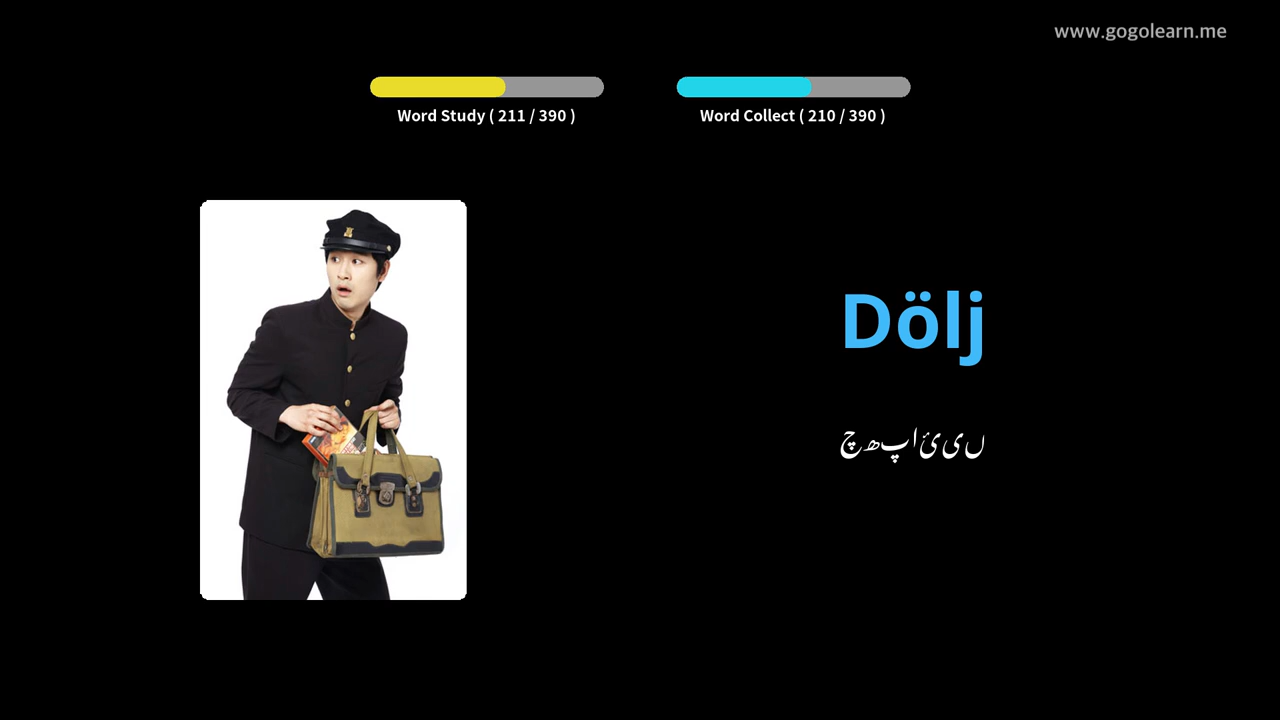 www.gogolearn.me
Word Study ( 211 / 390 )
Word Collect ( 210 / 390 )
Dölj
چھپائیں